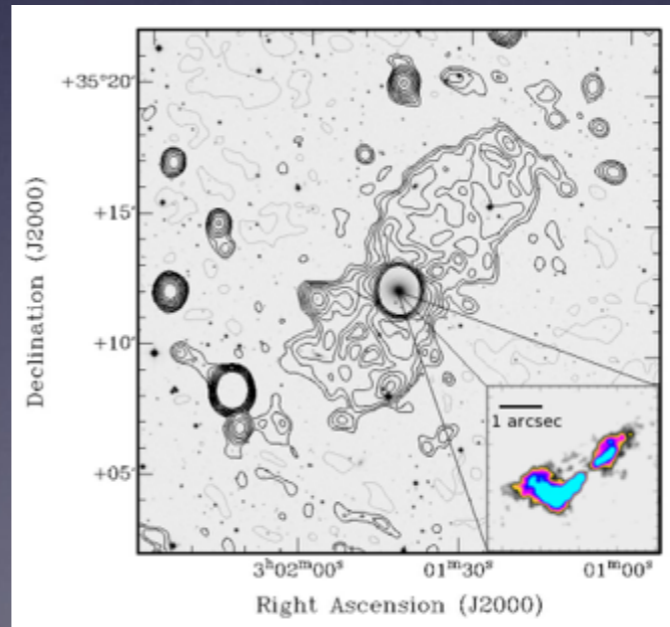 +35°20'
+15'
+10'
+05'
Declination (J2000)
1 arcsec
3ʰ02ᵐ00ˢ
01ᵐ30ˢ
01ᵐ00ˢ
Right Ascension (J2000)